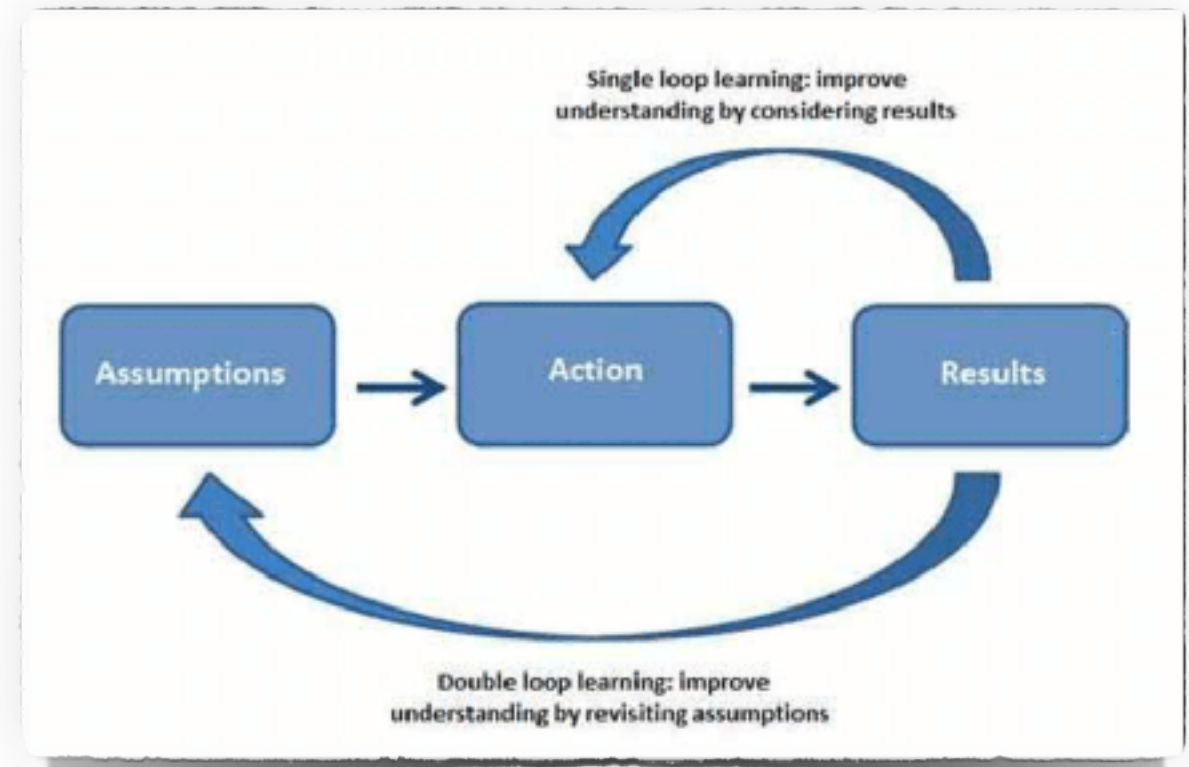 Single loop learning: improve
understanding by considering results
Assumptions
Action
Results
Double loop learning: improve
understanding by revisiting assumptions